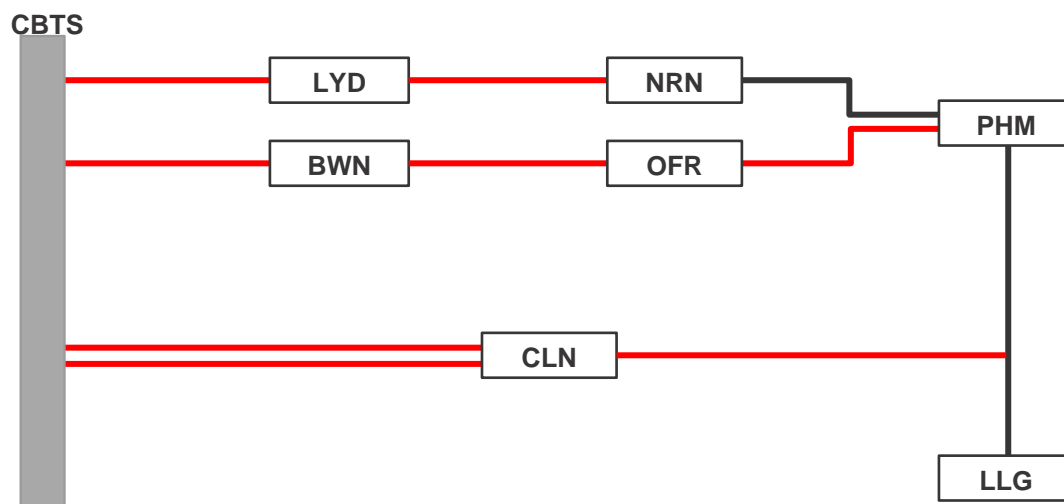 CBTS
LYD
NRN
PHM
BWN
OFR
CLN
LLG